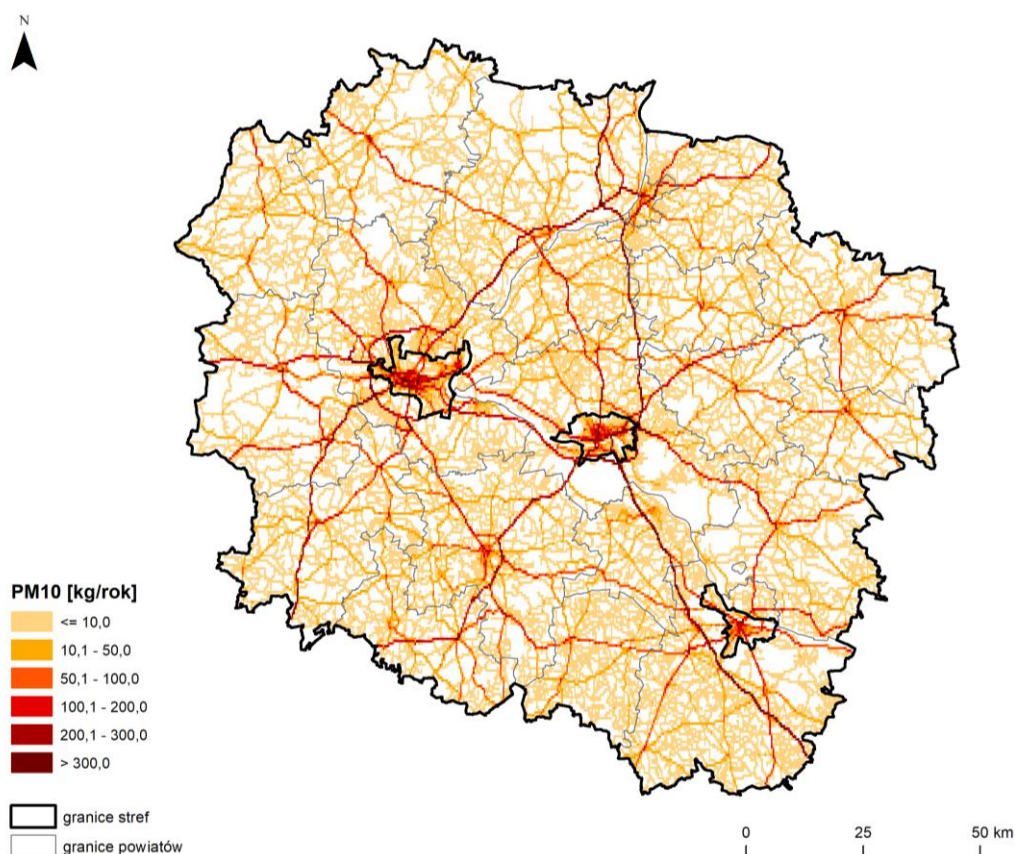 N
PM10 [kg/rok]
<= 10,0
10,1 - 50,0
50,1 - 100,0
100,1 - 200,0
200,1 - 300,0
> 300,0
granice stref
granice powiatów
0 25 50 km